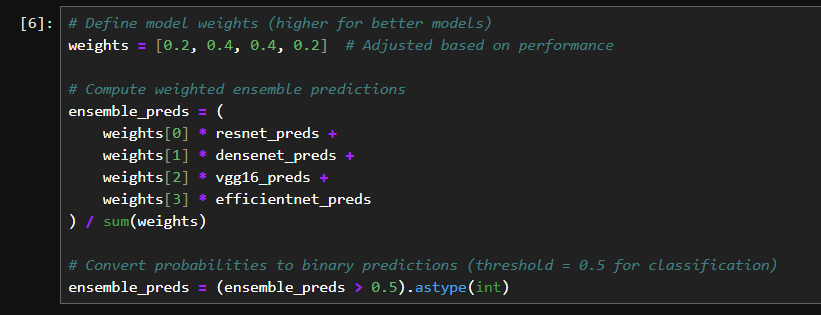 [6]: # Define model weights (higher for better models)
weights = [0.2, 0.4, 0.4, 0.2]  # Adjusted based on performance

# Compute weighted ensemble predictions
ensemble_preds = (
    weights[0] * resnet_preds +
    weights[1] * densenet_preds +
    weights[2] * vgg16_preds +
    weights[3] * efficientnet_preds
) / sum(weights)

# Convert probabilities to binary predictions (threshold = 0.5 for classification)
ensemble_preds = (ensemble_preds > 0.5).astype(int)